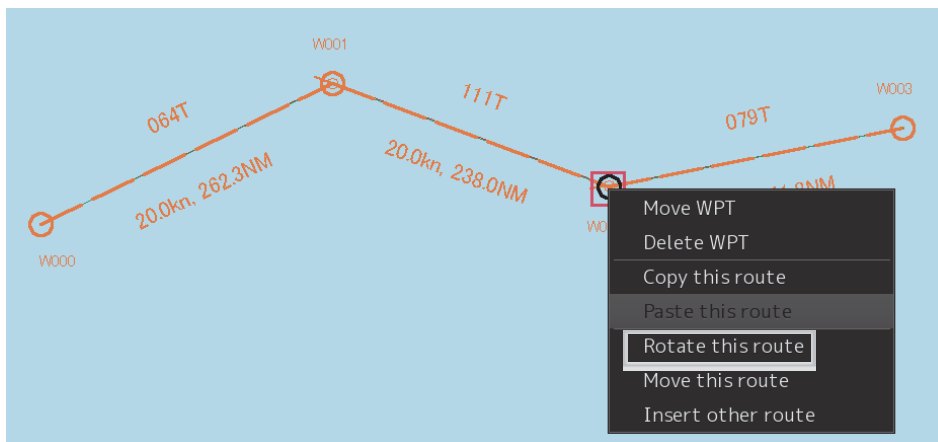 W001
W003
064T
111T
079T
20.0kn, 262.3NM
20.0kn, 238.0NM
W000
Move WPT
Delete WPT
Copy this route
Paste this route
Rotate this route
Move this route
Insert other route